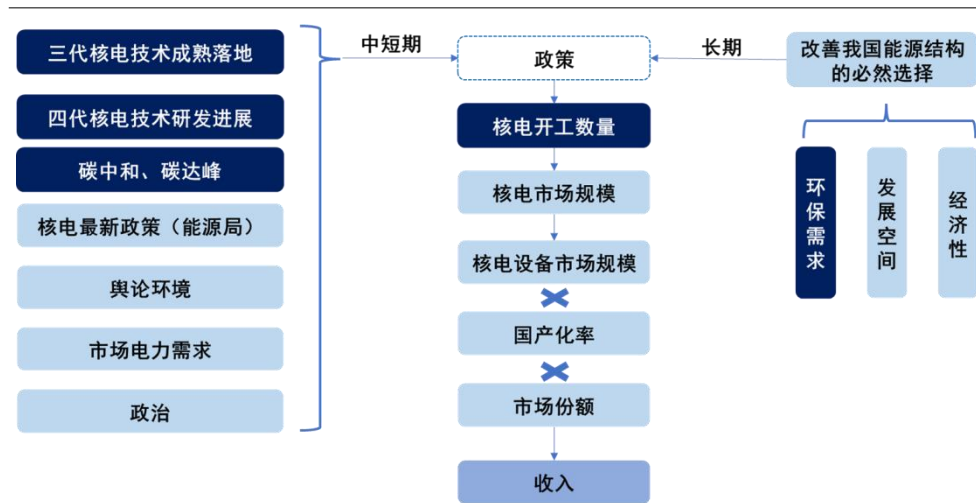 三代核电技术成熟落地
四代核电技术研发进展
碳中和、碳达峰
核电最新政策（能源局）
舆论环境
市场电力需求
政治
中短期
政策
核电开工数量
核电市场规模
核电设备市场规模
国产化率
市场份额
收入
长期
改善我国能源结构
的必然选择
环保需求
发展空间
经济性